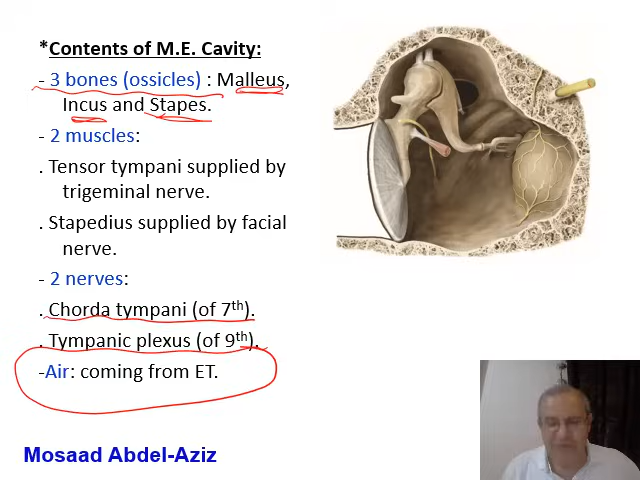 *Contents of M.E. Cavity:
- 3 bones (ossicles) : Malleus,
Incus and Stapes.
- 2 muscles:
. Tensor tympani supplied by
trigeminal nerve.
. Stapedius supplied by facial
nerve.
- 2 nerves:
. Chorda tympani (of 7th).
. Tympanic plexus (of 9th).
-Air: coming from ET.
Mosaad Abdel-Aziz